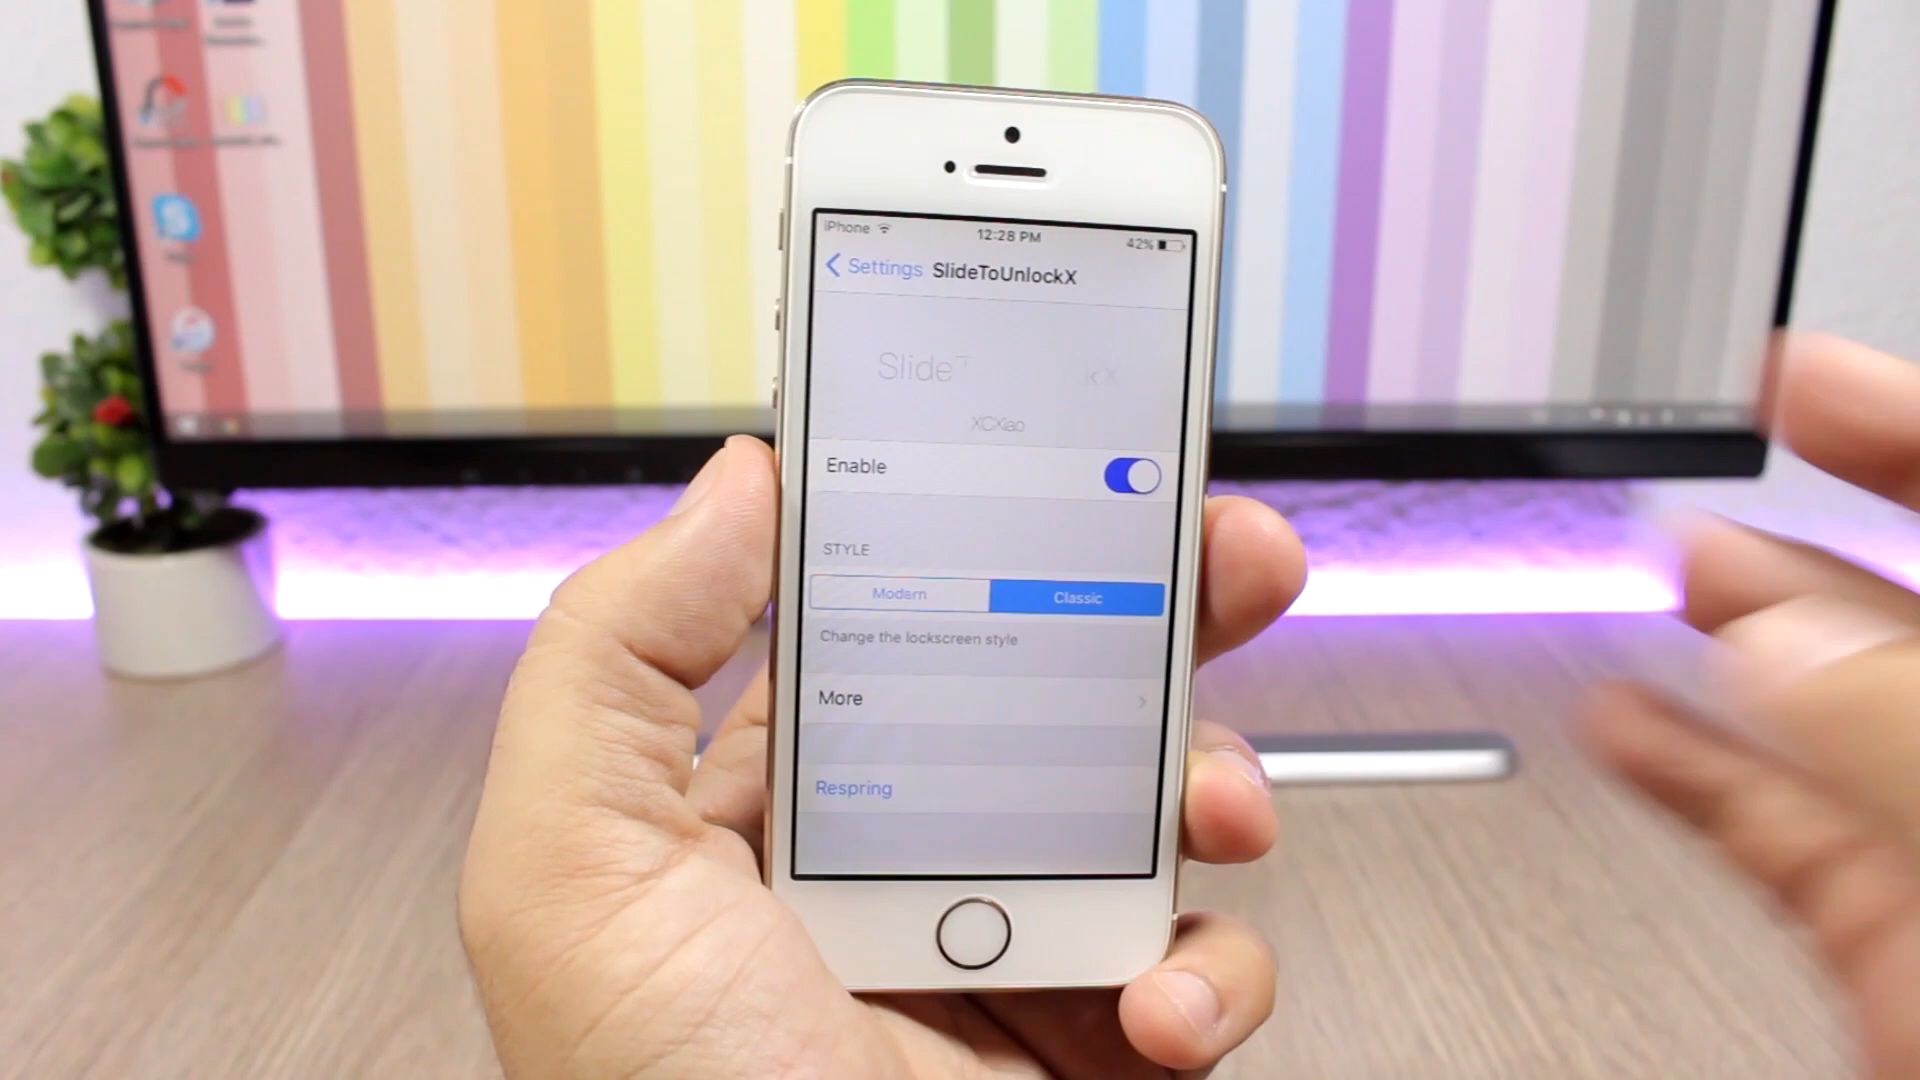 iPhone 12:28 PM 42%
Settings SlideToUnlockX
Slide
XCXiao
Enable
STYLE
Modern Classic
Change the lockscreen style
More
Respring